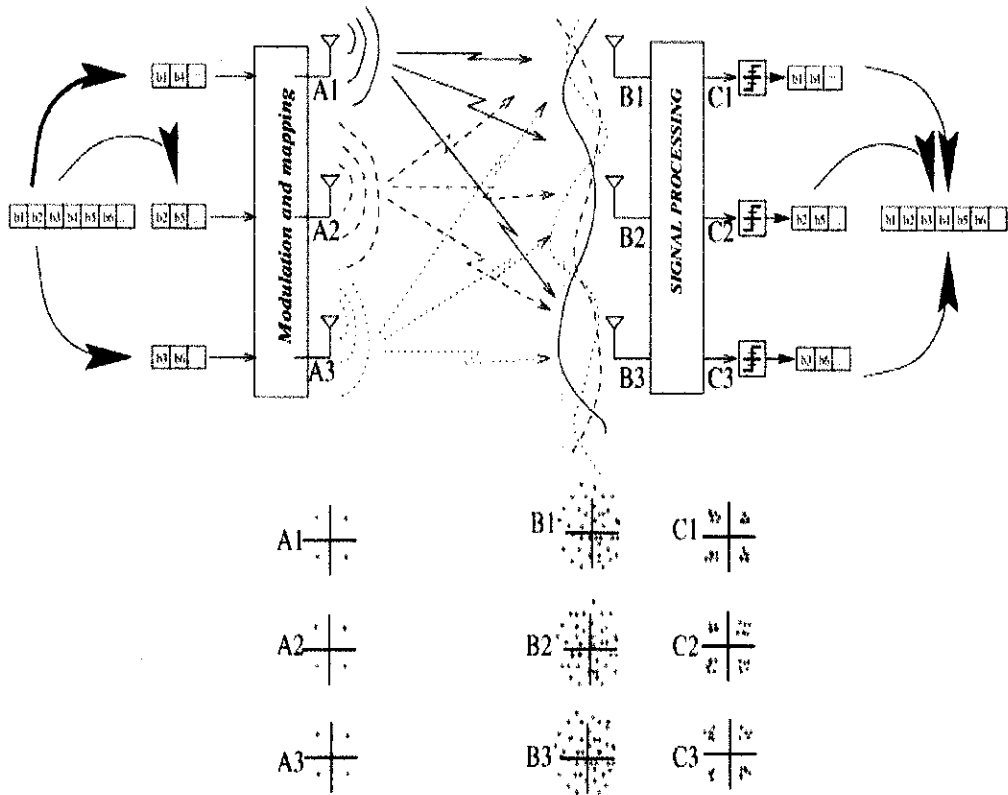 b1 b4 ...
A1
B1
C1
b1 b4 ...
b1 b2 b3 b4 b5 b6 ...
b2 b5 ...
Modulation and mapping
A2
B2
SIGNAL PROCESSING
C2
b2 b5 ...
b1 b2 b3 b4 b5 b6 ...
b3 b6 ...
A3
B3
C3
b3 b6 ...
A1
B1
C1
A2
B2
C2
A3
B3
C3